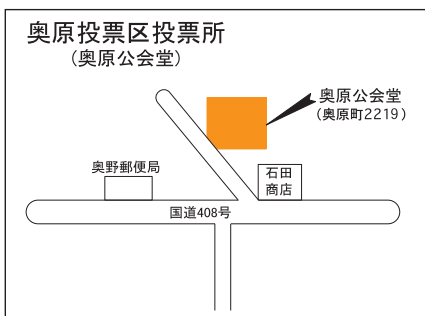 奥原投票区投票所
（奥原公会堂）
奥原公会堂
（奥原町2219）
奥野郵便局
石田
商店
国道408号